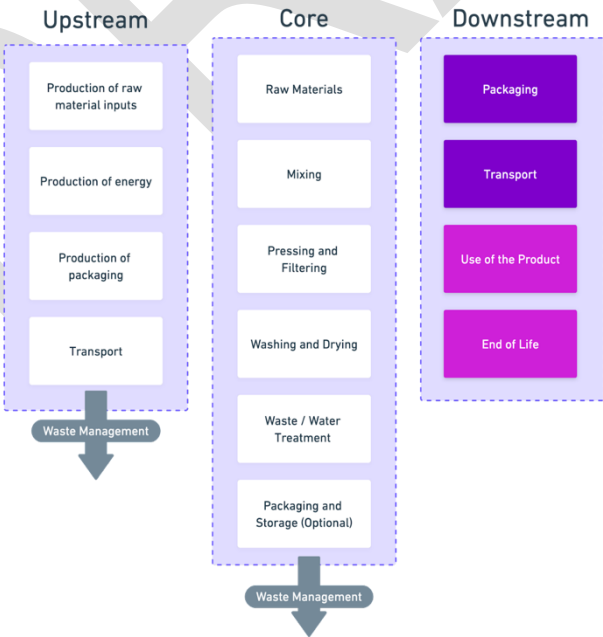 Upstream
Production of raw
material inputs
Production of energy
Production of
packaging
Transport
Waste Management
Core
Raw Materials
Mixing
Pressing and
Filtering
Washing and Drying
Waste / Water
Treatment
Packaging and
Storage (Optional)
Waste Management
Downstream
Packaging
Transport
Use of the Product
End of Life